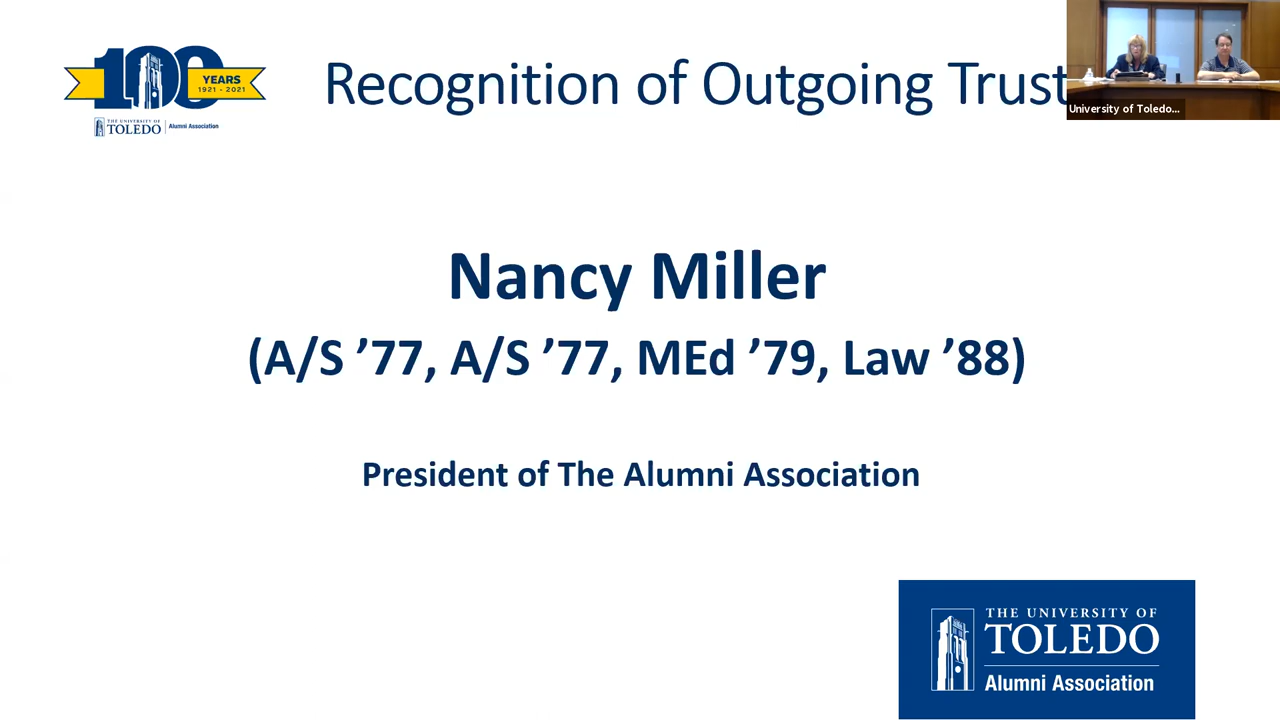 100
YEARS
1921 - 2021
THE UNIVERSITY OF
TOLEDO
Alumni Association
Recognition of Outgoing Trust
University of Toledo...
Nancy Miller
(A/S ’77, A/S ’77, MEd ’79, Law ’88)
President of The Alumni Association
THE UNIVERSITY OF
TOLEDO
Alumni Association